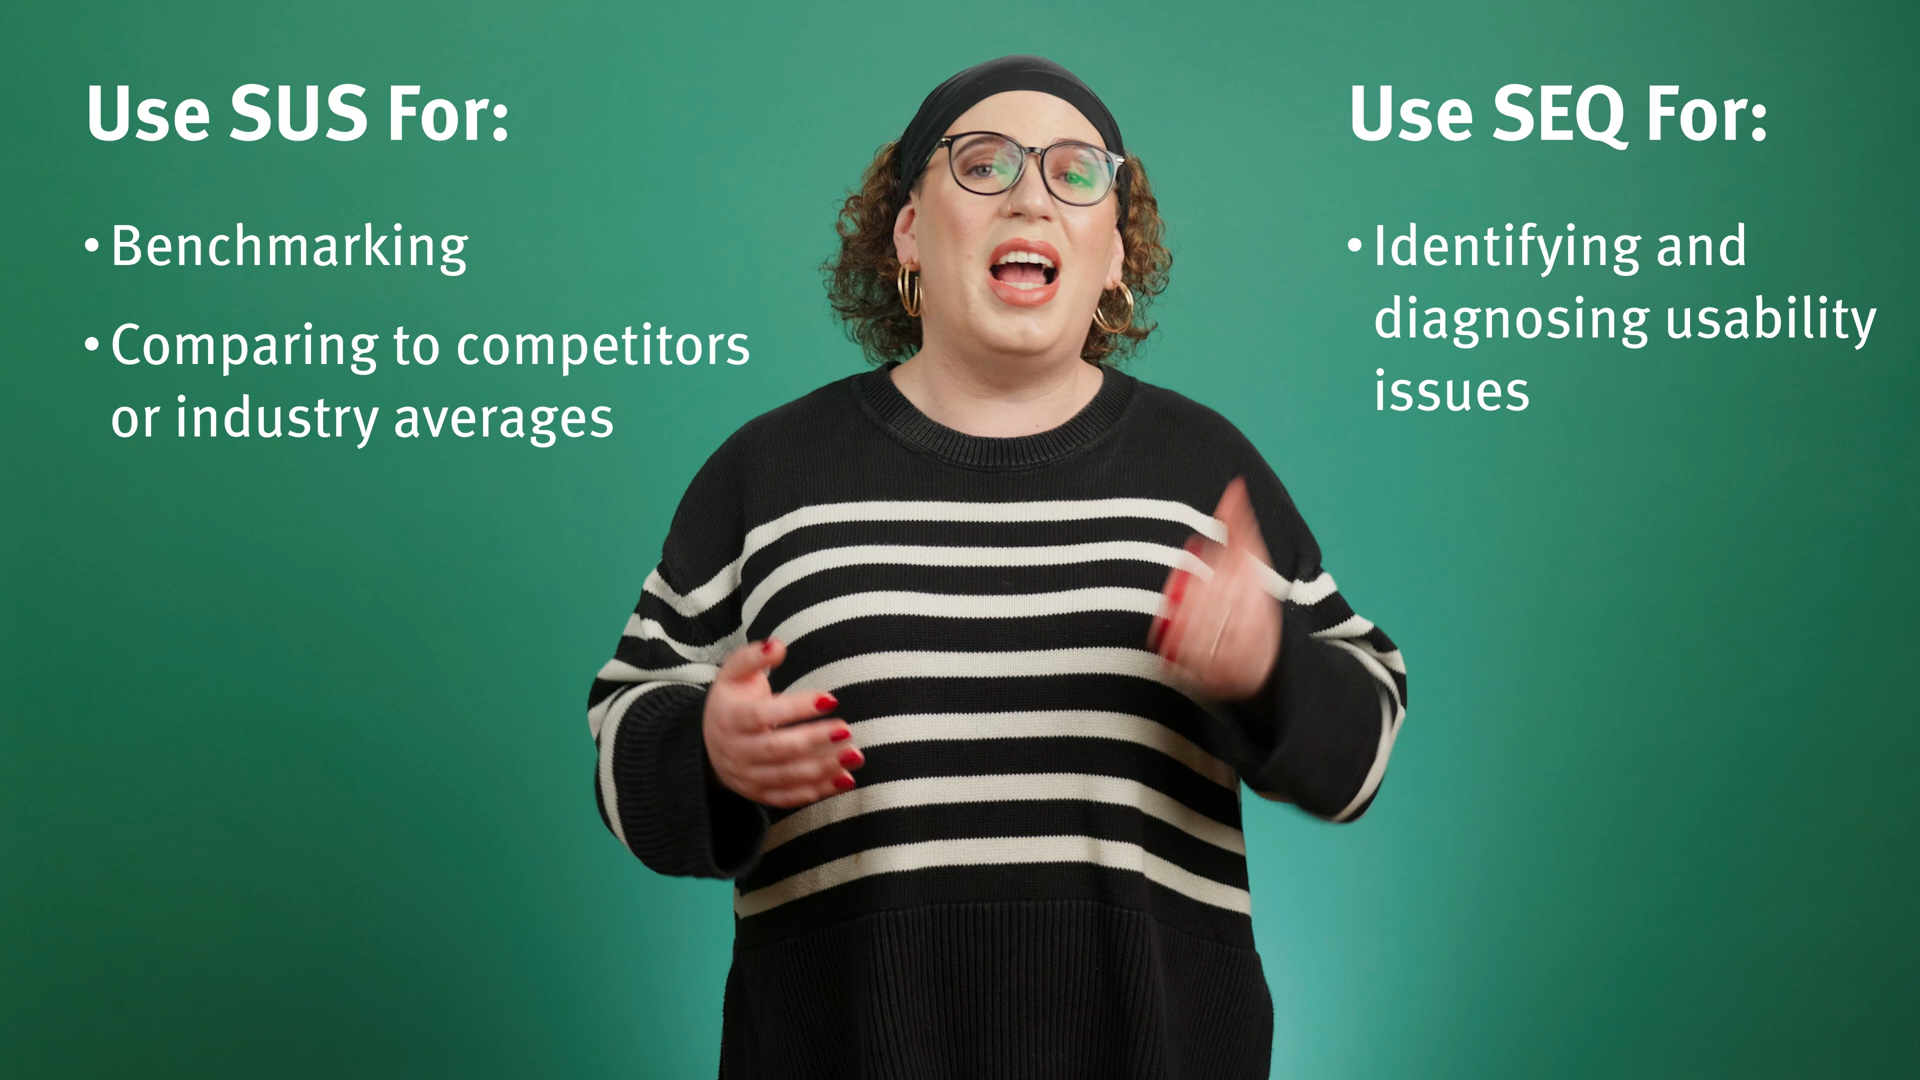 Use SUS For:
• Benchmarking
• Comparing to competitors
or industry averages
Use SEQ For:
• Identifying and
diagnosing usability
issues